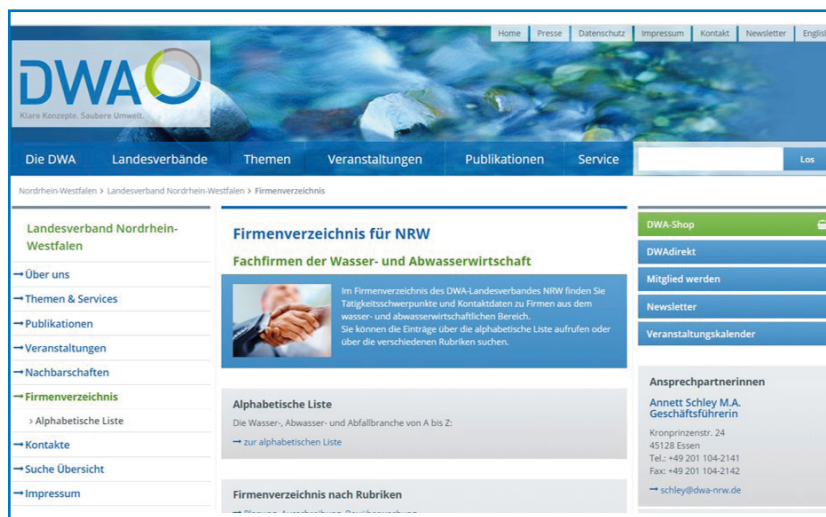 Home Presse Datenschutz Impressum Kontakt Newsletter English
DWA
Klare Konzepte. Saubere Umwelt.
Die DWA Landesverbände Themen Veranstaltungen Publikationen Service Los
Nordrhein-Westfalen > Landesverband Nordrhein-Westfalen > Firmenverzeichnis
Landesverband Nordrhein-
Westfalen
→ Über uns
→ Themen & Services
→ Publikationen
→ Veranstaltungen
→ Nachbarschaften
→ Firmenverzeichnis
> Alphabetische Liste
→ Kontakte
→ Suche Übersicht
→ Impressum
Firmenverzeichnis für NRW
Fachfirmen der Wasser- und Abwasserwirtschaft
Im Firmenverzeichnis des DWA-Landesverbandes NRW finden Sie
Tätigkeitsschwerpunkte und Kontaktdaten zu Firmen aus dem
wasser- und abwasserwirtschaftlichen Bereich.
Sie können die Einträge über die alphabetische Liste aufrufen oder
über die verschiedenen Rubriken suchen.
Alphabetische Liste
Die Wasser-, Abwasser- und Abfallbranche von A bis Z:
→ zur alphabetischen Liste
Firmenverzeichnis nach Rubriken
DWA-Shop
DWAdirekt
Mitglied werden
Newsletter
Veranstaltungskalender
Ansprechpartnerinnen
Annett Schley M.A.
Geschäftsführerin
Kronprinzenstr. 24
45128 Essen
Tel.: +49 201 104-2141
Fax: +49 201 104-2142
→ schley@dwa-nrw.de